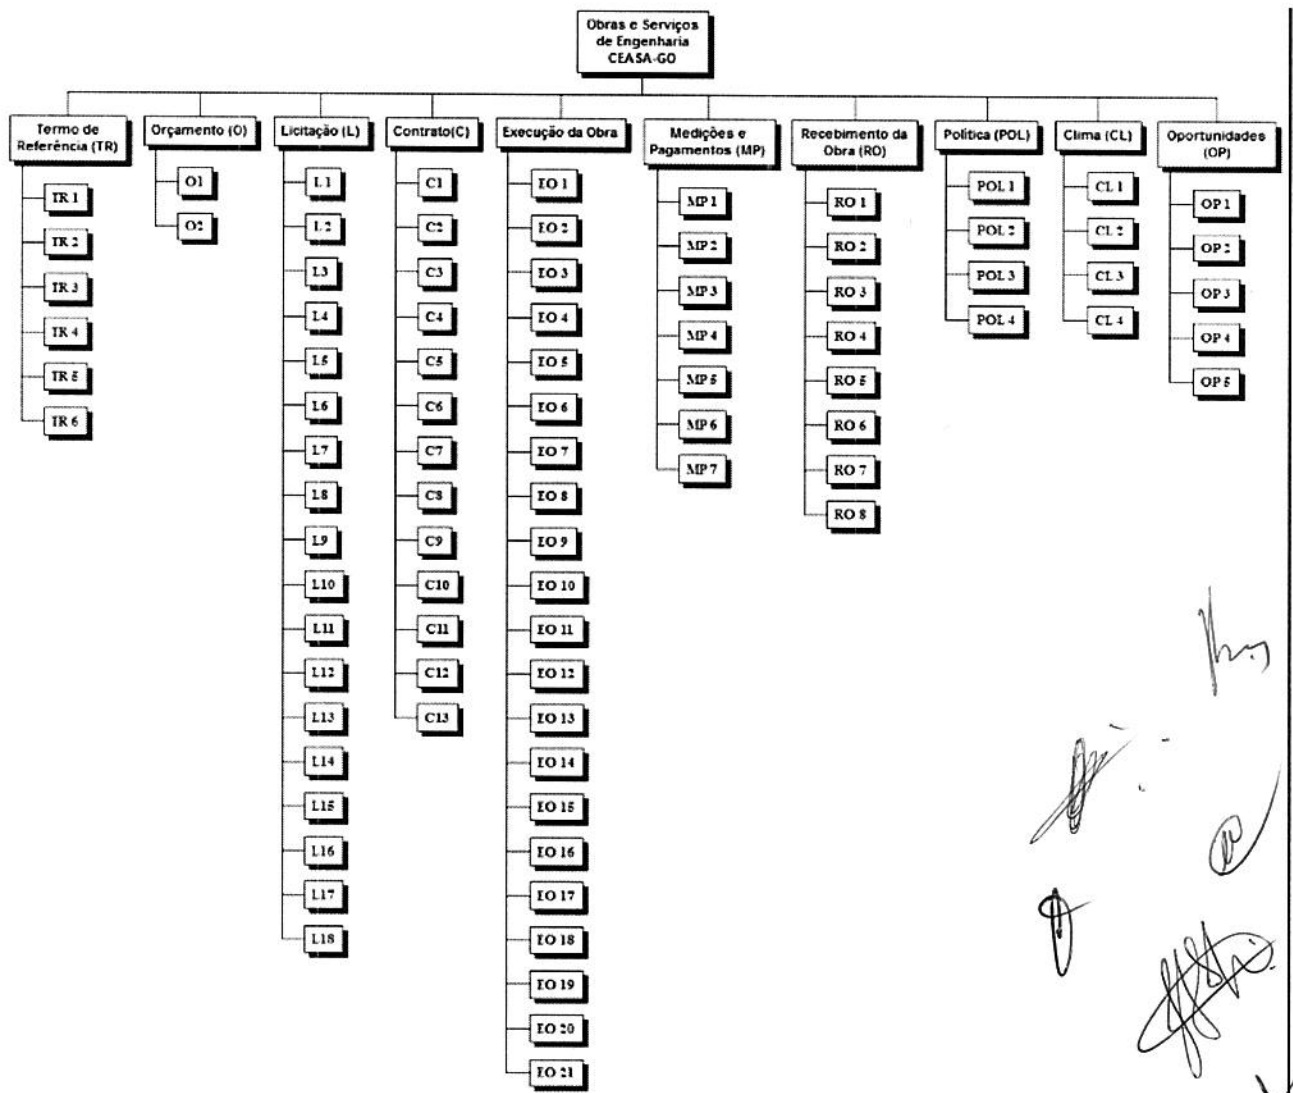 Obras e Serviços
de Engenharia
CEASA-GO
Termo de
Referência (TR)
TR 1
TR 2
TR 3
TR 4
TR 5
TR 6
Orçamento (O)
O1
O2
Licitação (L)
L1
L2
L3
L4
L5
L6
L7
L8
L9
L10
L11
L12
L13
L14
L15
L16
L17
L18
Contrato(C)
C1
C2
C3
C4
C5
C6
C7
C8
C9
C10
C11
C12
C13
Execução da Obra
EO 1
EO 2
EO 3
EO 4
EO 5
EO 6
EO 7
EO 8
EO 9
EO 10
EO 11
EO 12
EO 13
EO 14
EO 15
EO 16
EO 17
EO 18
EO 19
EO 20
EO 21
Medições e
Pagamentos (MP)
MP 1
MP 2
MP 3
MP 4
MP 5
MP 6
MP 7
Recebimento da
Obra (RO)
RO 1
RO 2
RO 3
RO 4
RO 5
RO 6
RO 7
RO 8
Política (POL)
POL 1
POL 2
POL 3
POL 4
Clima (CL)
CL 1
CL 2
CL 3
CL 4
Oportunidades
(OP)
OP 1
OP 2
OP 3
OP 4
OP 5